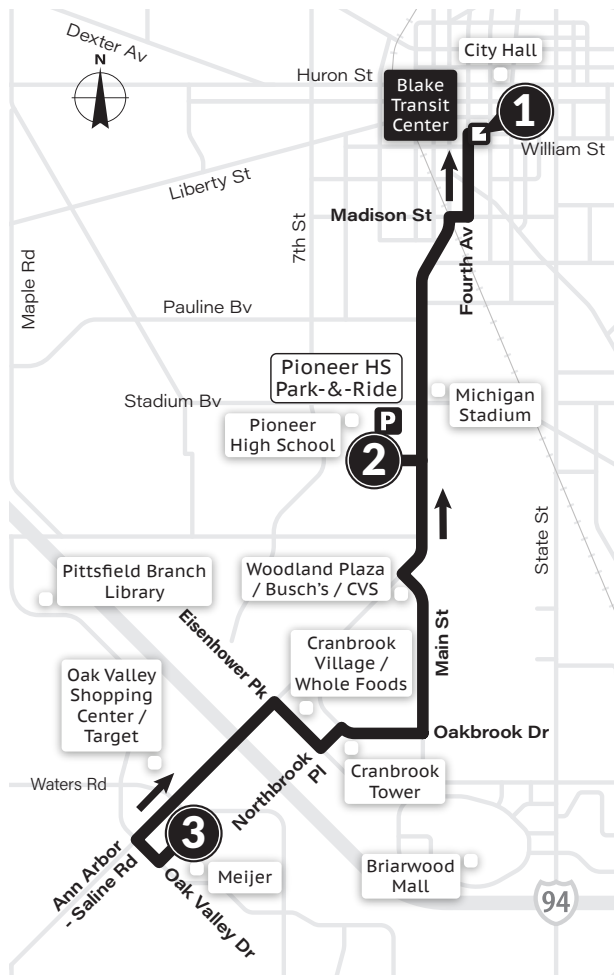 Dexter Av
N
City Hall
Huron St
Blake
Transit
Center
1
William St
Liberty St
Madison St
7th St
Fourth Av
Maple Rd
Pauline Bv
Pioneer HS
Park-&-Ride
Stadium Bv
P
Michigan
Stadium
Pioneer
High School
2
State St
Pittsfield Branch
Library
Woodland Plaza
/ Busch's / CVS
Eisenhower Pk
Main St
Cranbrook
Village /
Whole Foods
Oak Valley
Shopping
Center /
Target
Oakbrook Dr
Northbrook
Pl
Cranbrook
Tower
Waters Rd
3
Ann Arbor
- Saline Rd
Oak Valley Dr
Meijer
Briarwood
Mall
94